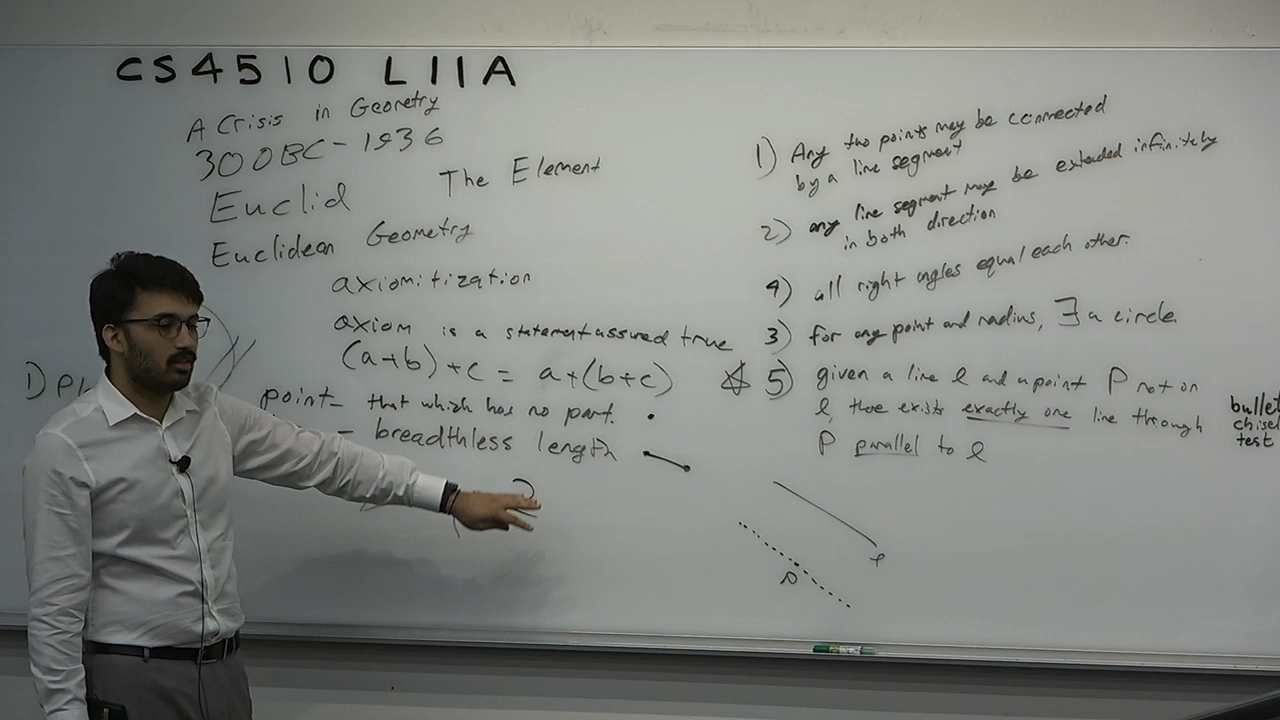 CS4510 L11A
A Crisis in Geometry
300BC - 1936
Euclid
The Element
Euclidean Geometry
axiomitization
axiom is a statement assured true
(a+b)+c = a+(b+c)
1) Pl
point - that which has no part.
- breadthless length
2
1) Any two points may be connected
by a line segment
2) any line segment may be extended infinitely
in both direction
4) all right angles equal each other.
3) for any point and radius, ∃ a circle
5) given a line l and a point P not on
l, there exists exactly one line through
P parallel to l
bullet
chisel
test
l
P